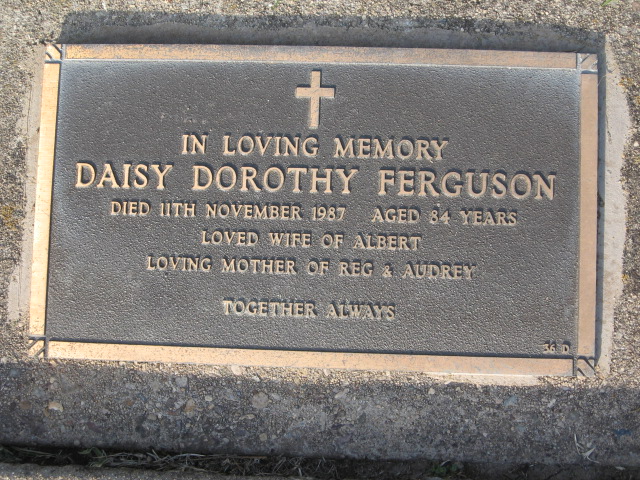 IN LOVING MEMORY
DAISY DOROTHY FERGUSON
DIED 11TH NOVEMBER 1987 AGED 84 YEARS
LOVED WIFE OF ALBERT
LOVING MOTHER OF REG & AUDREY
TOGETHER ALWAYS
56 D